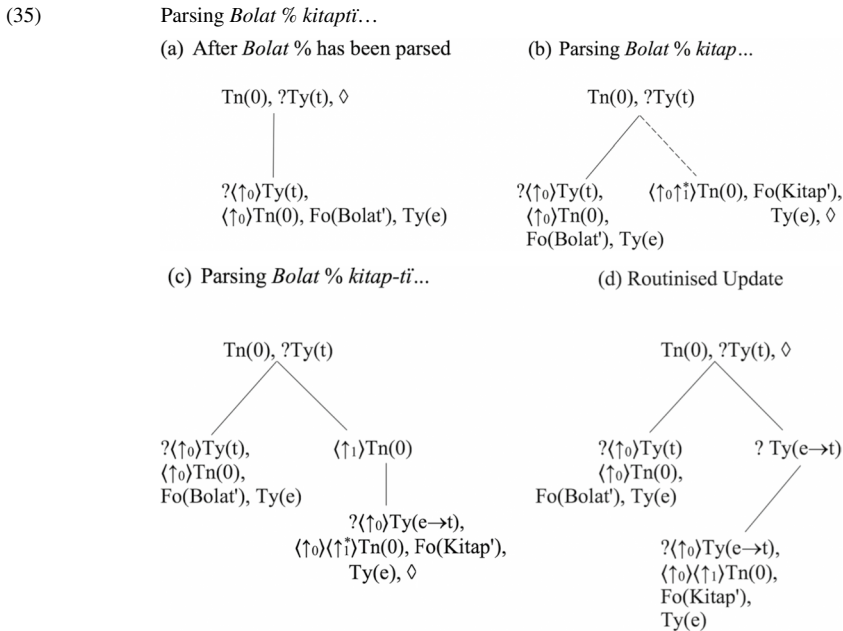 (35) Parsing Bolat % kitaptï…
(a) After Bolat % has been parsed
(b) Parsing Bolat % kitap...
Tn(0), ?Ty(t), ◊
Tn(0), ?Ty(t)
?⟨↑₀⟩Ty(t),
⟨↑₀⟩Tn(0), Fo(Bolat'), Ty(e)
?⟨↑₀⟩Ty(t),
⟨↑₀⟩Tn(0),
Fo(Bolat'), Ty(e)
⟨↑₀↑₁*⟩Tn(0), Fo(Kitap'),
Ty(e), ◊
(c) Parsing Bolat % kitap-tï...
(d) Routinised Update
Tn(0), ?Ty(t)
Tn(0), ?Ty(t), ◊
?⟨↑₀⟩Ty(t),
⟨↑₀⟩Tn(0),
Fo(Bolat'), Ty(e)
⟨↑₁⟩Tn(0)
?⟨↑₀⟩Ty(e→t),
⟨↑₀⟩⟨↑₁*⟩Tn(0), Fo(Kitap'),
Ty(e), ◊
?⟨↑₀⟩Ty(t)
⟨↑₀⟩Tn(0),
Fo(Bolat'), Ty(e)
? Ty(e→t)
?⟨↑₀⟩Ty(e→t),
⟨↑₀⟩⟨↑₁⟩Tn(0),
Fo(Kitap'),
Ty(e)